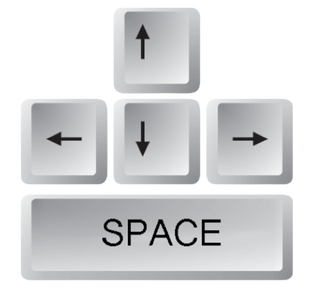 ↑
← ↓ →
SPACE